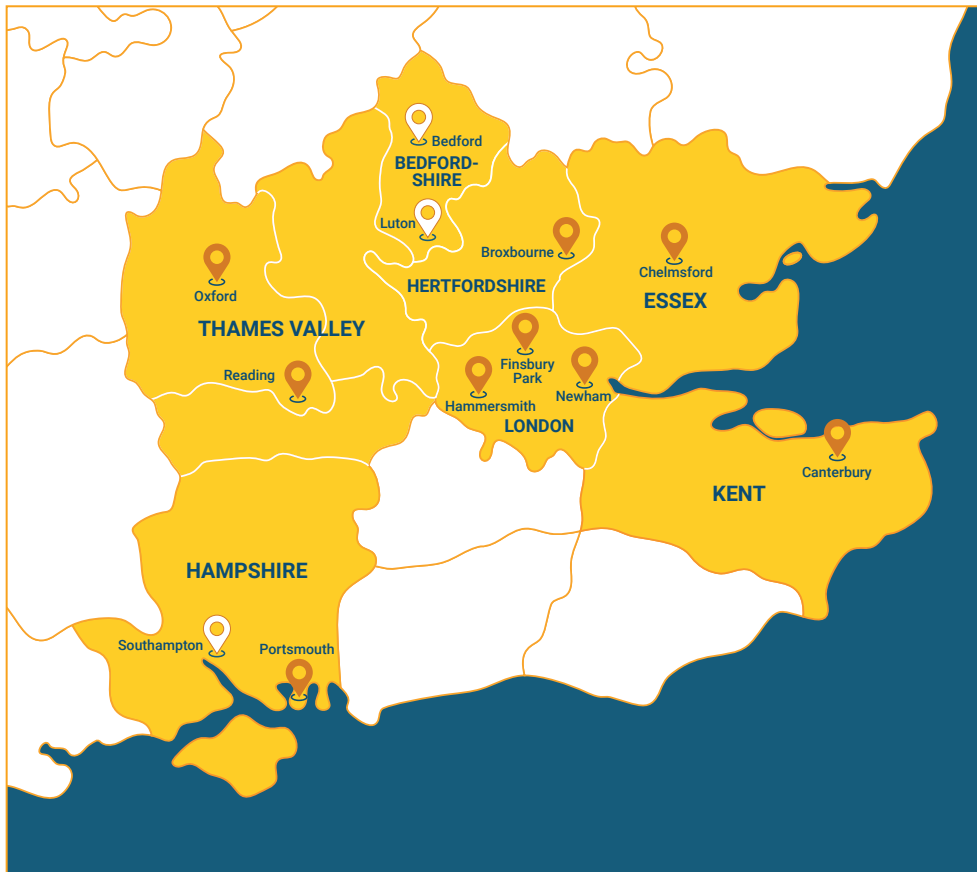 Bedford
BEDFORD-
SHIRE
Luton
Broxbourne
Chelmsford
Oxford
HERTFORDSHIRE
ESSEX
THAMES VALLEY
Finsbury
Park
Reading
Newham
Hammersmith
LONDON
Canterbury
KENT
HAMPSHIRE
Southampton
Portsmouth